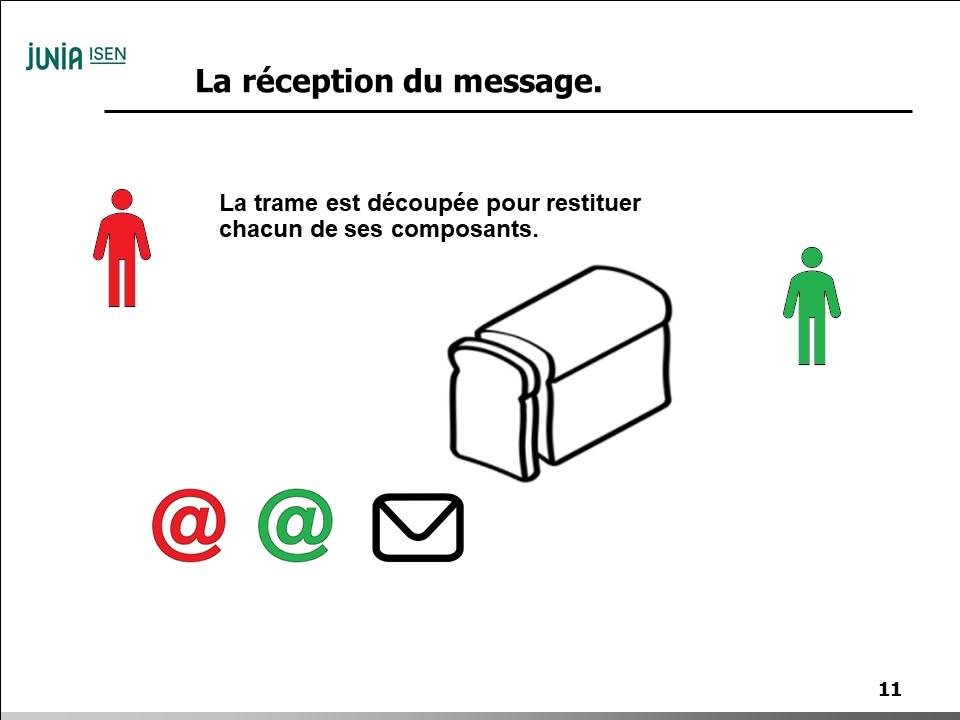 JUNIA ISEN
La réception du message.
La trame est découpée pour restituer
chacun de ses composants.
@ @
11